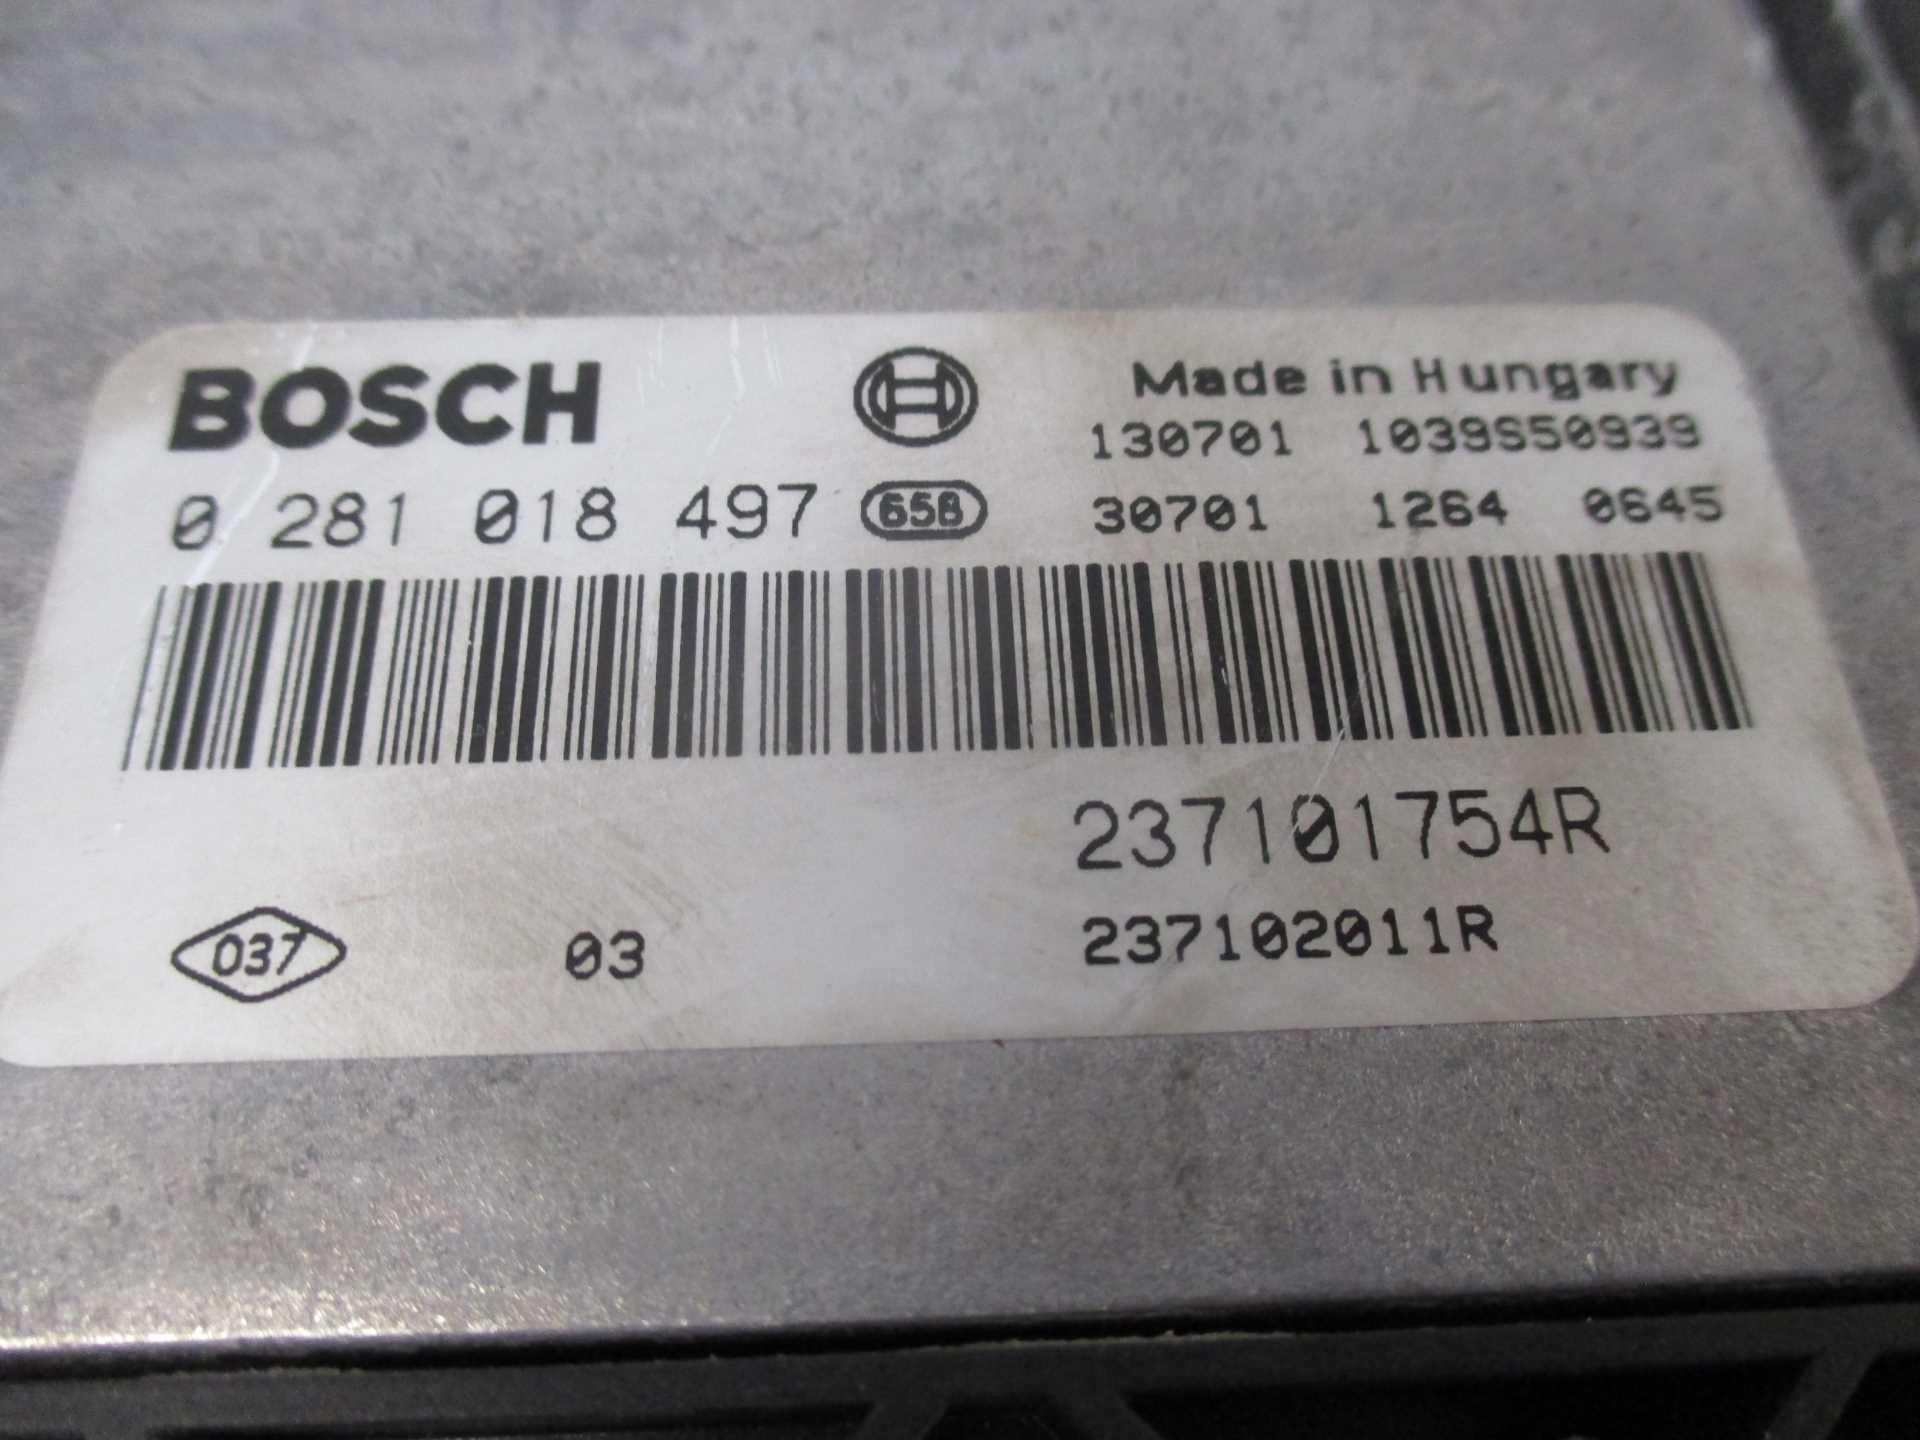 BOSCH
Made in Hungary
130701 1039S50939
0 281 018 497 658 30701 1264 0645
237101754R
037 03 237102011R